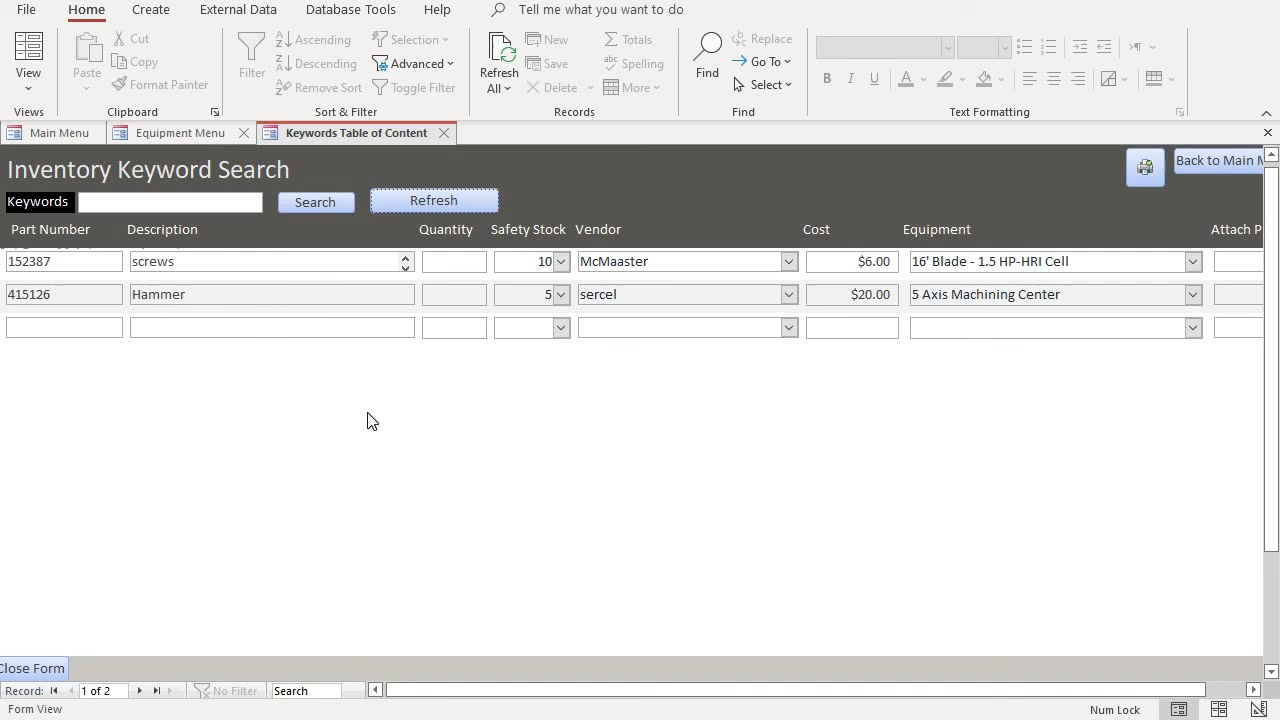 File Home Create External Data Database Tools Help Tell me what you want to do
View
Views
Paste
Cut
Copy
Format Painter
Clipboard
Filter
Ascending
Descending
Remov
Selection
Advanced
Toggle Filter
Sort & Filter
Refresh
All
New
Save
Delete
Totals
Spelling
More
Records
Find
Replace
Go To
Select
Find
B I U A
Text Formatting
Main Menu Equipment Menu Keywords Table of Content
Inventory Keyword Search
Back to Main M
Keywords Search Refresh
Part Number Description Quantity Safety Stock Vendor Cost Equipment Attach P
152387 screws 10 McMaaster $6.00 16' Blade - 1.5 HP-HRI Cell
415126 Hammer 5 sercel $20.00 5 Axis Machining Center
Close Form
Record: 1 of 2 No Filter Search
Form View Num Lock